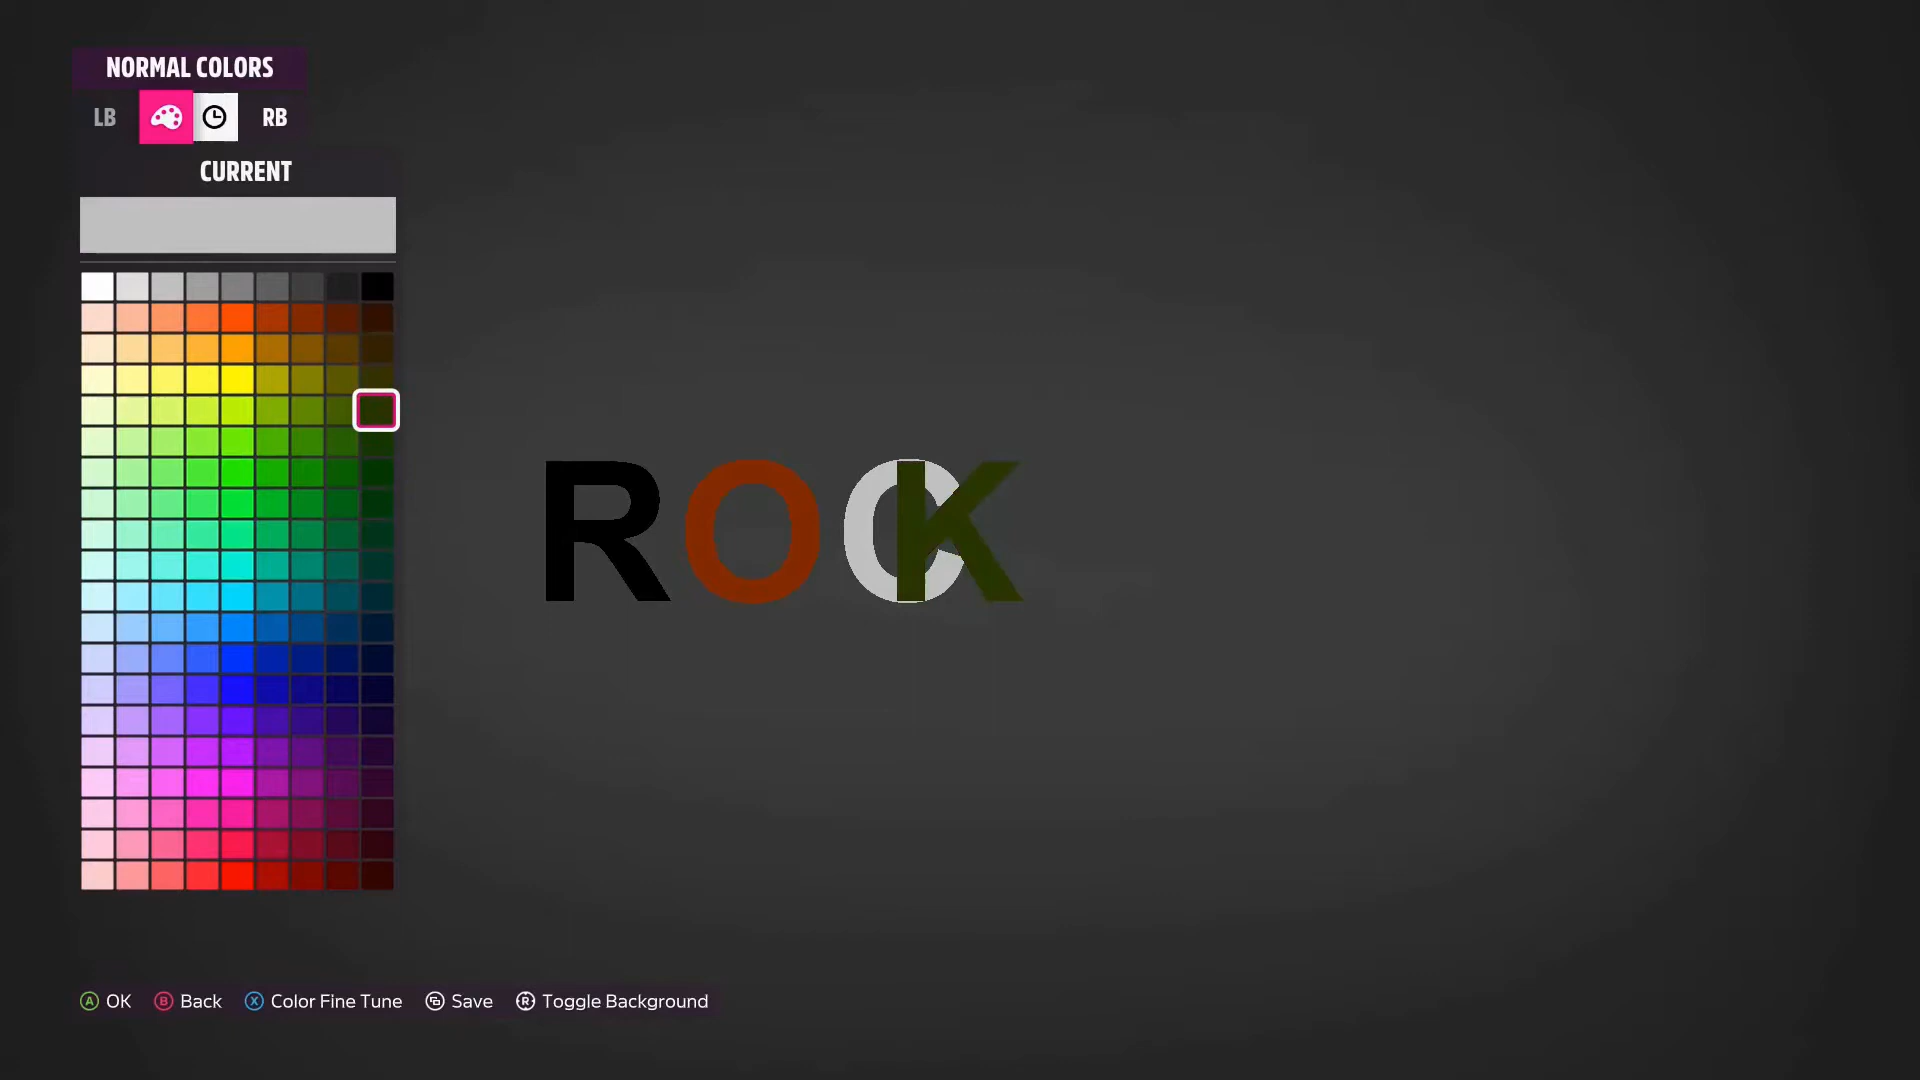 NORMAL COLORS
LB RB
CURRENT
ROCK
A OK B Back X Color Fine Tune Save R Toggle Background